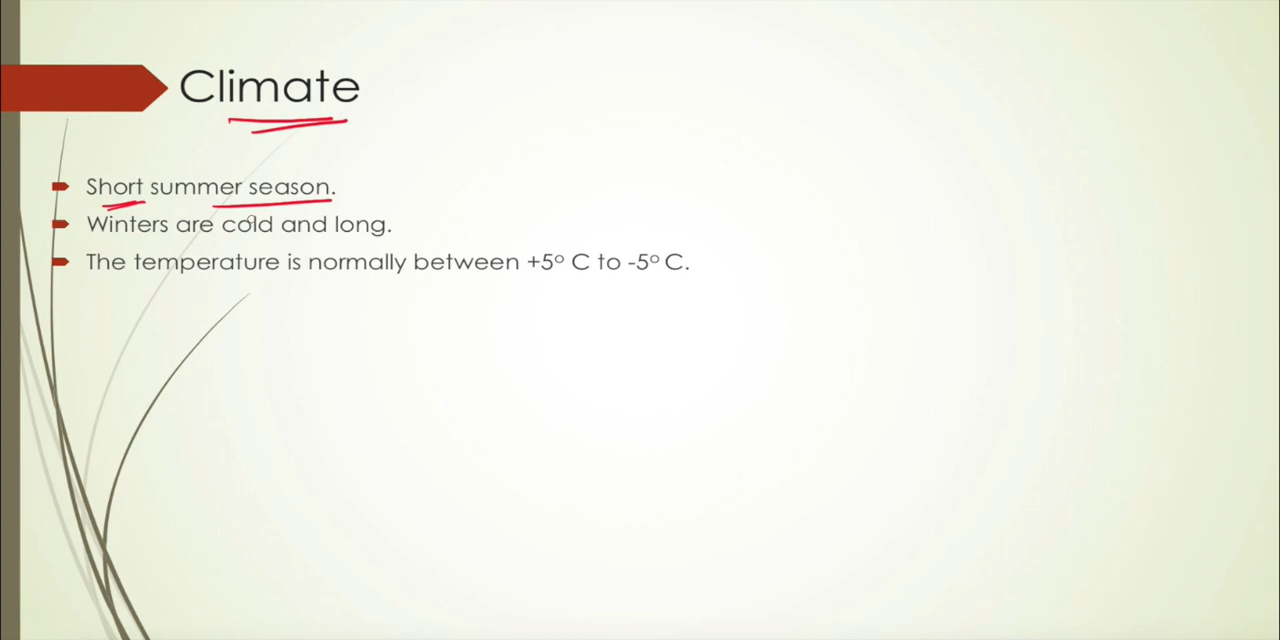 Climate
Short summer season.
Winters are cold and long.
The temperature is normally between +5° C to -5° C.